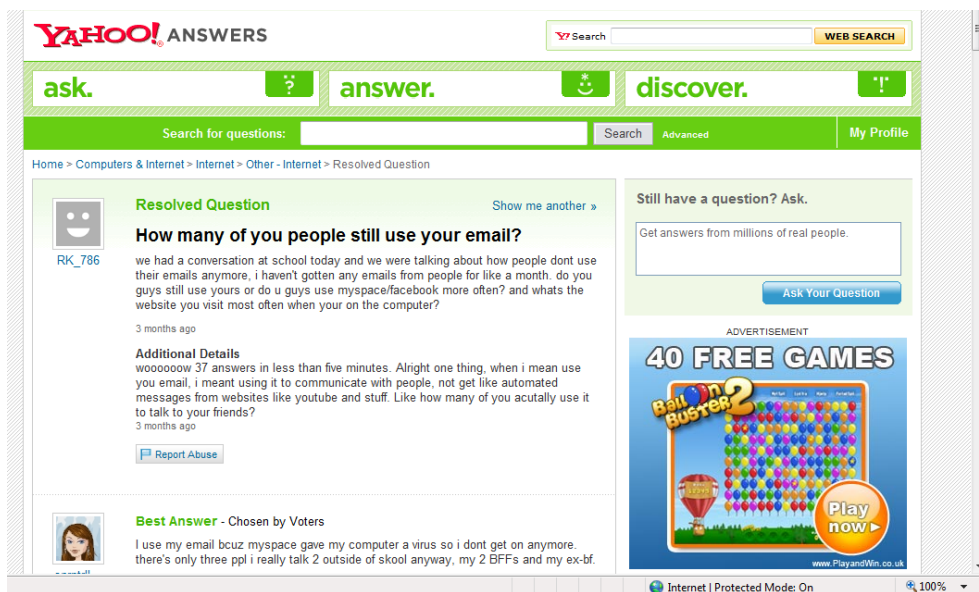 YAHOO! ANSWERS
Y? Search
WEB SEARCH
ask.
answer.
discover.
Search for questions:
Search
Advanced
My Profile
Home > Computers & Internet > Internet > Other - Internet > Resolved Question
RK_786
Resolved Question
Show me another »
How many of you people still use your email?
we had a conversation at school today and we were talking about how people dont use
their emails anymore, i haven't gotten any emails from people for like a month. do you
guys still use yours or do u guys use myspace/facebook more often? and whats the
website you visit most often when your on the computer?
3 months ago
Additional Details
wooooow 37 answers in less than five minutes. Alright one thing, when i mean use
you email, i meant using it to communicate with people, not get like automated
messages from websites like youtube and stuff. Like how many of you acutally use it
to talk to your friends?
3 months ago
Report Abuse
Best Answer - Chosen by Voters
I use my email bcuz myspace gave my computer a virus so i dont get on anymore.
there's only three ppl i really talk 2 outside of skool anyway, my 2 BFFs and my ex-bf.
Still have a question? Ask.
Get answers from millions of real people.
Ask Your Question
ADVERTISEMENT
40 FREE GAMES
Balloon
Buster 2
Play
now
www.PlayandWin.co.uk
Internet | Protected Mode: On
100%